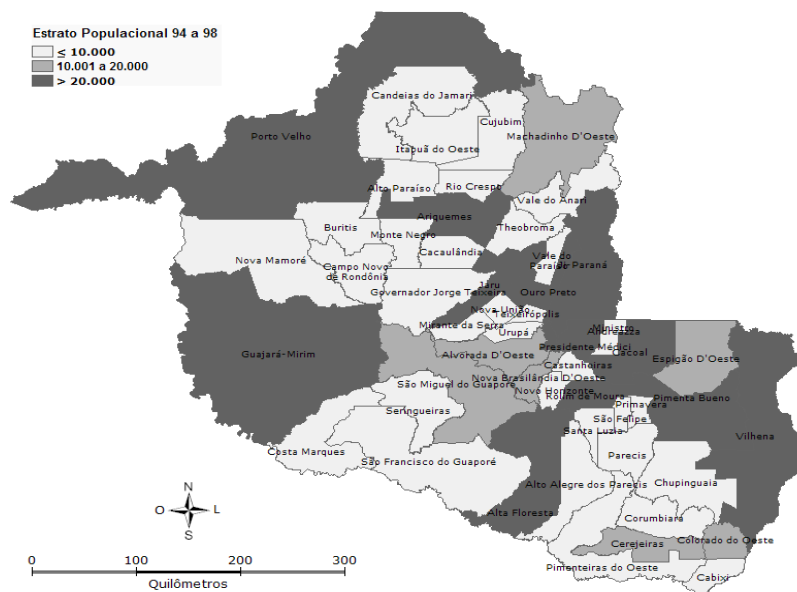 Estrato Populacional 94 a 98
≤ 10.000
10.001 a 20.000
> 20.000
Candeias do Jamari
Cujubim
Porto Velho
Machadinho D'Oeste
Itapuã do Oeste
Alto Paraíso
Rio Crespo
Vale do Anari
Ariquemes
Buritis
Monte Negro
Theobroma
Cacaulândia
Nova Mamoré
Campo Novo
de Rondônia
Vale do
Paraíso
Ji-Paraná
Jaru
Governador Jorge Teixeira
Ouro Preto
Nova União
Teixeirópolis
Mirante da Serra
Urupá
Ministro
Andreazza
Presidente Médici
Cacoal
Guajará-Mirim
Alvorada D'Oeste
Espigão D'Oeste
Castanheiras
Nova Brasilândia D'Oeste
São Miguel do Guaporé
Novo Horizonte
Rolim de Moura
Pimenta Bueno
Primavera
Seringueiras
São Felipe
Santa Luzia
Vilhena
Costa Marques
Parecis
São Francisco do Guaporé
Alto Alegre dos Parecis
Chupinguaia
Alta Floresta
Corumbiara
Colorado do Oeste
Cerejeiras
Pimenteiras do Oeste
Cabixi
N
O
L
S
0 100 200 300
Quilômetros